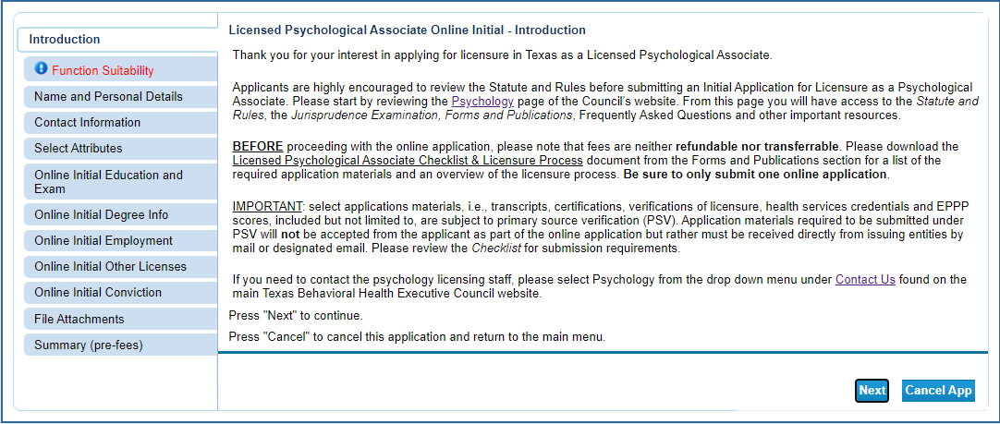 Introduction
Function Suitability
Name and Personal Details
Contact Information
Select Attributes
Online Initial Education and
Exam
Online Initial Degree Info
Online Initial Employment
Online Initial Other Licenses
Online Initial Conviction
File Attachments
Summary (pre-fees)
Licensed Psychological Associate Online Initial - Introduction
Thank you for your interest in applying for licensure in Texas as a Licensed Psychological Associate.
Applicants are highly encouraged to review the Statute and Rules before submitting an Initial Application for Licensure as a Psychological
Associate. Please start by reviewing the Psychology page of the Council's website. From this page you will have access to the Statute and
Rules, the Jurisprudence Examination, Forms and Publications, Frequently Asked Questions and other important resources.
BEFORE proceeding with the online application, please note that fees are neither refundable nor transferrable. Please download the
Licensed Psychological Associate Checklist & Licensure Process document from the Forms and Publications section for a list of the
required application materials and an overview of the licensure process. Be sure to only submit one online application.
IMPORTANT: select applications materials, i.e., transcripts, certifications, verifications of licensure, health services credentials and EPPP
scores, included but not limited to, are subject to primary source verification (PSV). Application materials required to be submitted under
PSV will not be accepted from the applicant as part of the online application but rather must be received directly from issuing entities by
mail or designated email. Please review the Checklist for submission requirements.
If you need to contact the psychology licensing staff, please select Psychology from the drop down menu under Contact Us found on the
main Texas Behavioral Health Executive Council website.
Press "Next" to continue.
Press "Cancel" to cancel this application and return to the main menu.
Next
Cancel App